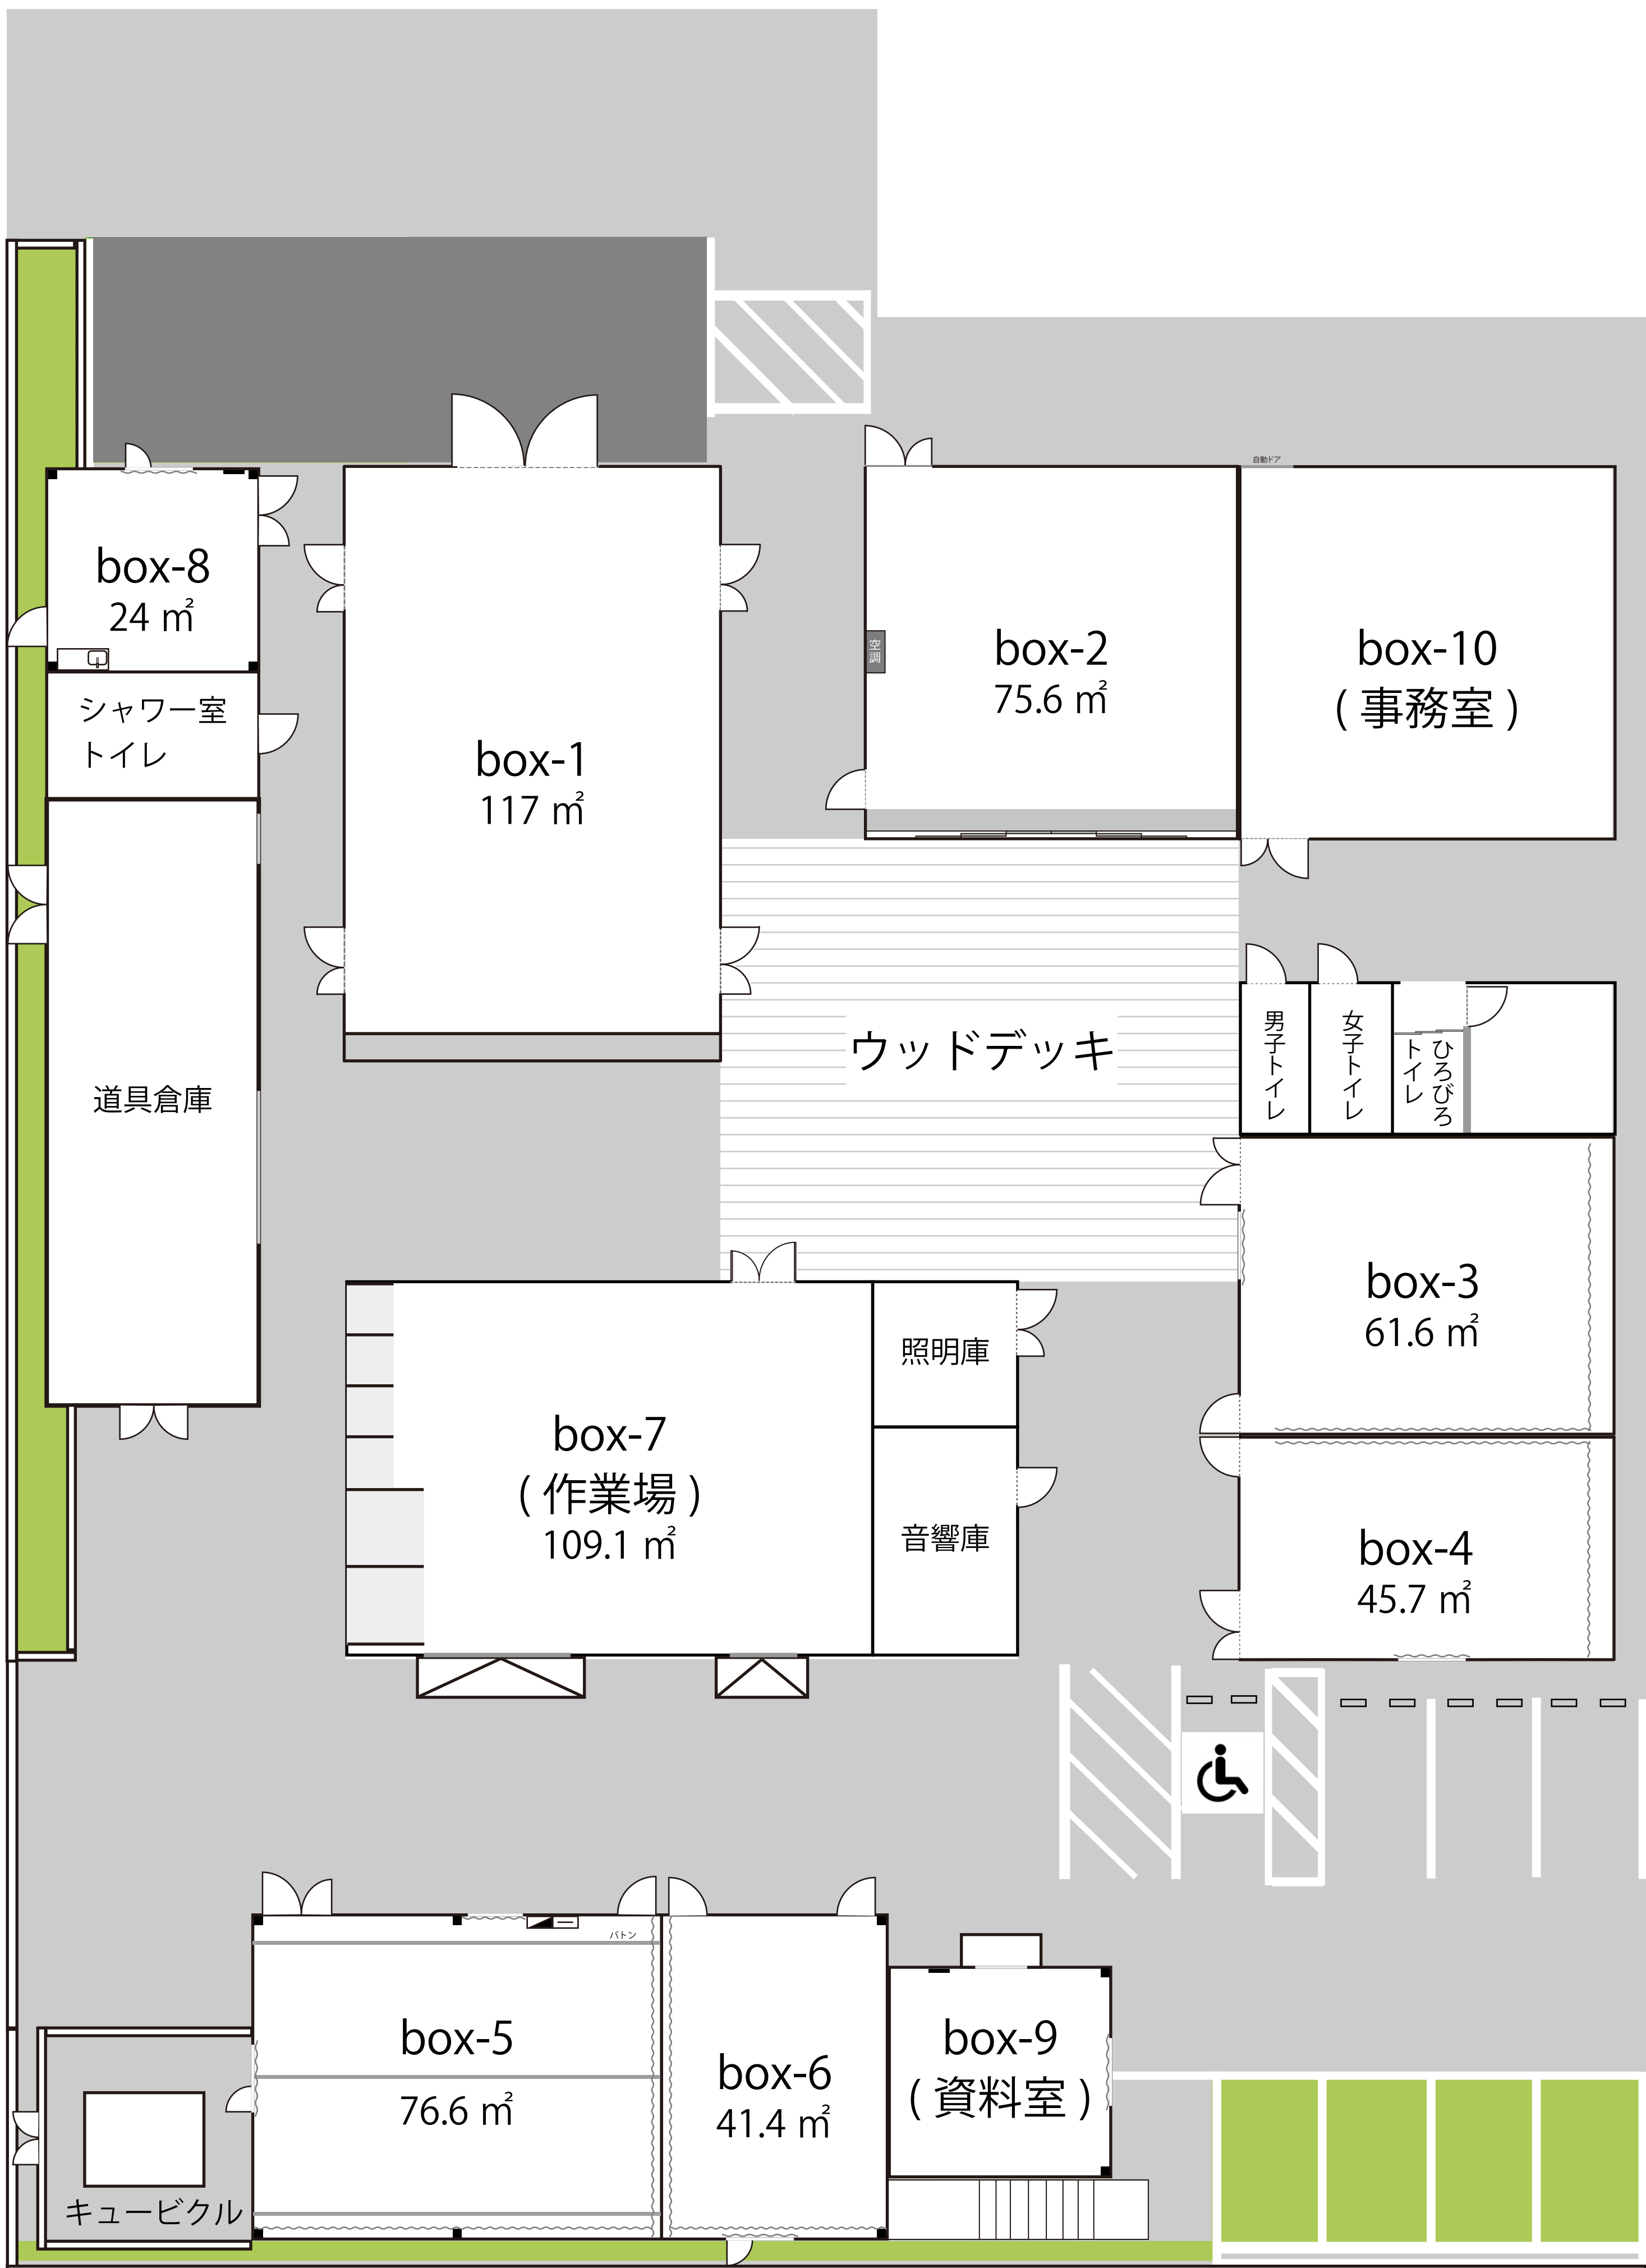 自動ドア
box-8
24 ㎡
シャワー室
トイレ
box-1
117 ㎡
空調
box-2
75.6 ㎡
box-10
( 事務室 )
ウッドデッキ
男子トイレ
女子トイレ
ひろびろ
トイレ
道具倉庫
box-3
61.6 ㎡
照明庫
box-7
( 作業場 )
109.1 ㎡
音響庫
box-4
45.7 ㎡
バトン
box-5
76.6 ㎡
box-6
41.4 ㎡
box-9
( 資料室 )
キュービクル